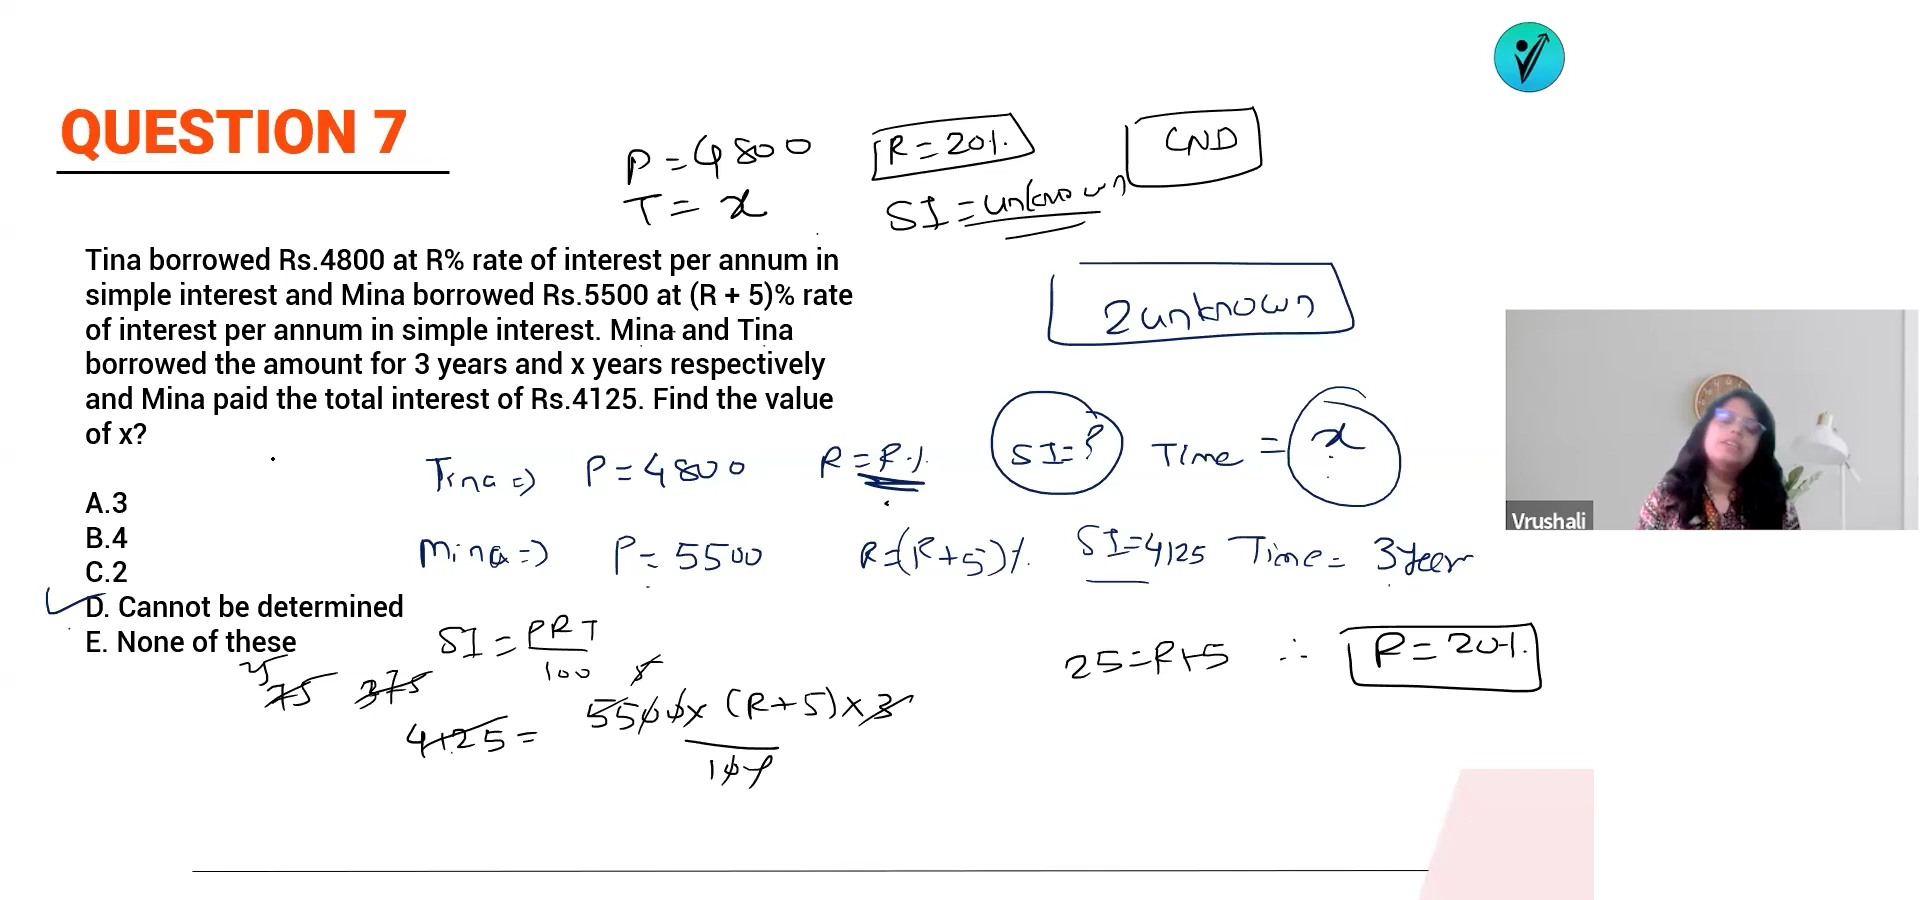 QUESTION 7
P = 4800
R = 20%
CND
T = x
SI = unknown
Tina borrowed Rs.4800 at R% rate of interest per annum in
simple interest and Mina borrowed Rs.5500 at (R + 5)% rate
of interest per annum in simple interest. Mina and Tina
borrowed the amount for 3 years and x years respectively
and Mina paid the total interest of Rs.4125. Find the value
of x?
2 unknown
Tina => P = 4800 R = R% SI = ? Time = x
A.3
B.4
C.2
D. Cannot be determined
E. None of these
Mina => P = 5500 R = (R+5)% SI = 4125 Time = 3 year
SI = PRT
100
25 = R+5 ∴ R = 20%
75 375
4125 = 5500 x (R+5) x 3
100
Vrushali